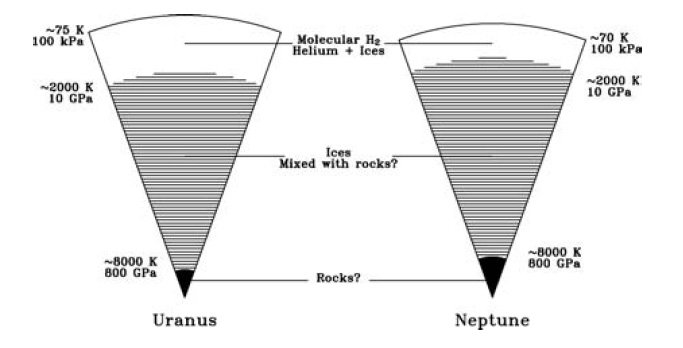 ~75 K
100 kPa
Molecular H₂
Helium + Ices
~70 K
100 kPa
~2000 K
10 GPa
~2000 K
10 GPa
Ices
Mixed with rocks?
~8000 K
800 GPa
~8000 K
800 GPa
Rocks?
Uranus
Neptune